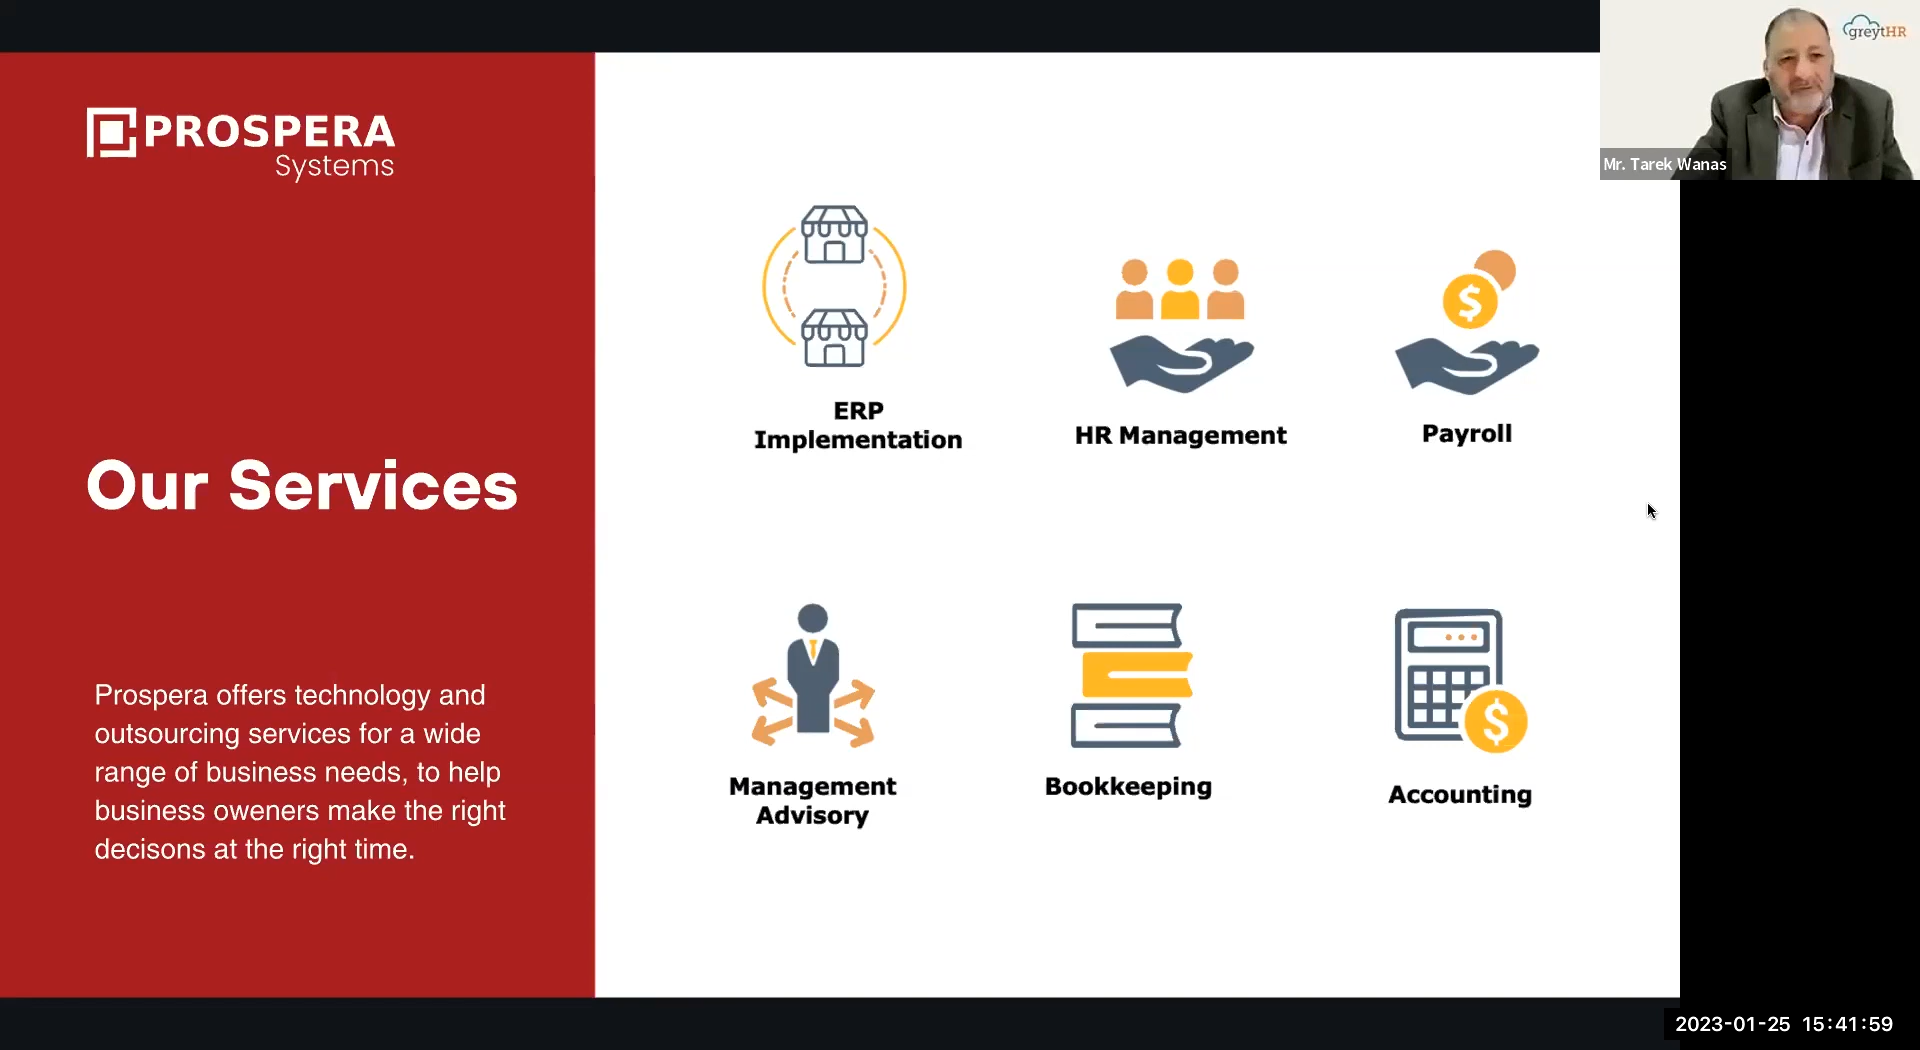 PROSPERA
Systems
Our Services
Prospera offers technology and
outsourcing services for a wide
range of business needs, to help
business oweners make the right
decisons at the right time.
ERP
Implementation
HR Management
Payroll
Management
Advisory
Bookkeeping
Accounting
greytHR
Mr. Tarek Wanas
2023-01-25 15:41:59